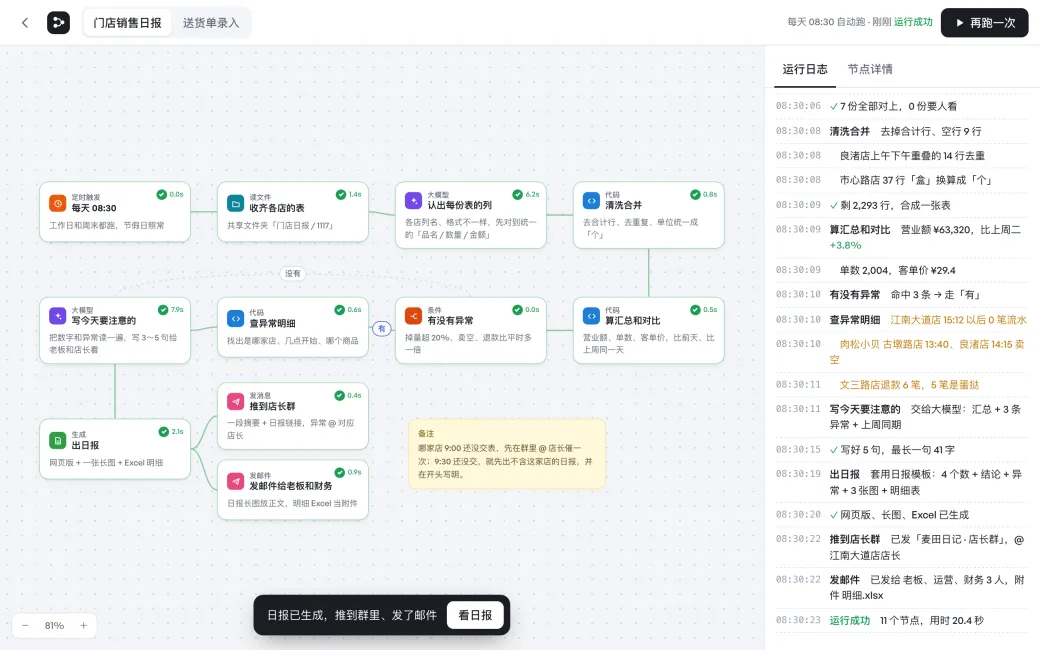 门店销售日报
送货单录入
每天 08:30 自动跑 · 刚刚 运行成功
再跑一次
定时触发
0.0s
每天 08:30
工作日和周末都跑，节假日照常
读文件
1.4s
收齐各店的表
共享文件夹「门店日报 / 1117」
大模型
6.2s
认出每份表的列
各店列名、格式不一样，先对到统一
的「品名 / 数量 / 金额」
代码
0.8s
清洗合并
去合计行、去重复、单位统一成
「个」
没有
大模型
7.9s
写今天要注意的
把数字和异常读一遍，写 3～5 句给
老板和店长看
代码
0.6s
查异常明细
找出是哪家店、几点开始、哪个商品
有
条件
0.0s
有没有异常
掉量超 20%、卖空、退款比平时多
一倍
代码
0.5s
算汇总和对比
营业额、单数、客单价，比前天、比
上周同一天
生成
2.1s
出日报
网页版 + 一张长图 + Excel 明细
发消息
0.4s
推到店长群
一段摘要 + 日报链接，异常 @ 对应
店长
发邮件
0.9s
发邮件给老板和财务
日报长图放正文，明细 Excel 当附件
备注
哪家店 9:00 还没交表，先在群里 @ 店长催一
次；9:30 还没交，就先出不含这家店的日报，并
在开头写明。
日报已生成，推到群里、发了邮件
看日报
− 81% +
运行日志
节点详情
08:30:06 ✓ 7 份全部对上，0 份要人看
08:30:08 清洗合并 去掉合计行、空行 9 行
08:30:08 良渚店上午下午重叠的 14 行去重
08:30:08 市心路店 37 行「盒」换算成「个」
08:30:09 ✓ 剩 2,293 行，合成一张表
08:30:09 算汇总和对比 营业额 ¥63,320，比上周二
+3.8%
08:30:09 单数 2,004，客单价 ¥29.4
08:30:10 有没有异常 命中 3 条 → 走「有」
08:30:10 查异常明细 江南大道店 15:12 以后 0 笔流水
08:30:10 肉松小贝 古墩路店 13:40、良渚店 14:15 卖
空
08:30:11 文三路店退款 6 笔，5 笔是蛋挞
08:30:11 写今天要注意的 交给大模型：汇总 + 3 条
异常 + 上周同期
08:30:15 ✓ 写好 5 句，最长一句 41 字
08:30:19 出日报 套用日报模板：4 个数 + 结论 + 异
常 + 3 张图 + 明细表
08:30:20 ✓ 网页版、长图、Excel 已生成
08:30:22 推到店长群 已发「麦田日记 · 店长群」，@
江南大道店店长
08:30:22 发邮件 已发给 老板、运营、财务 3 人，附
件 明细.xlsx
08:30:23 运行成功 11 个节点，用时 20.4 秒